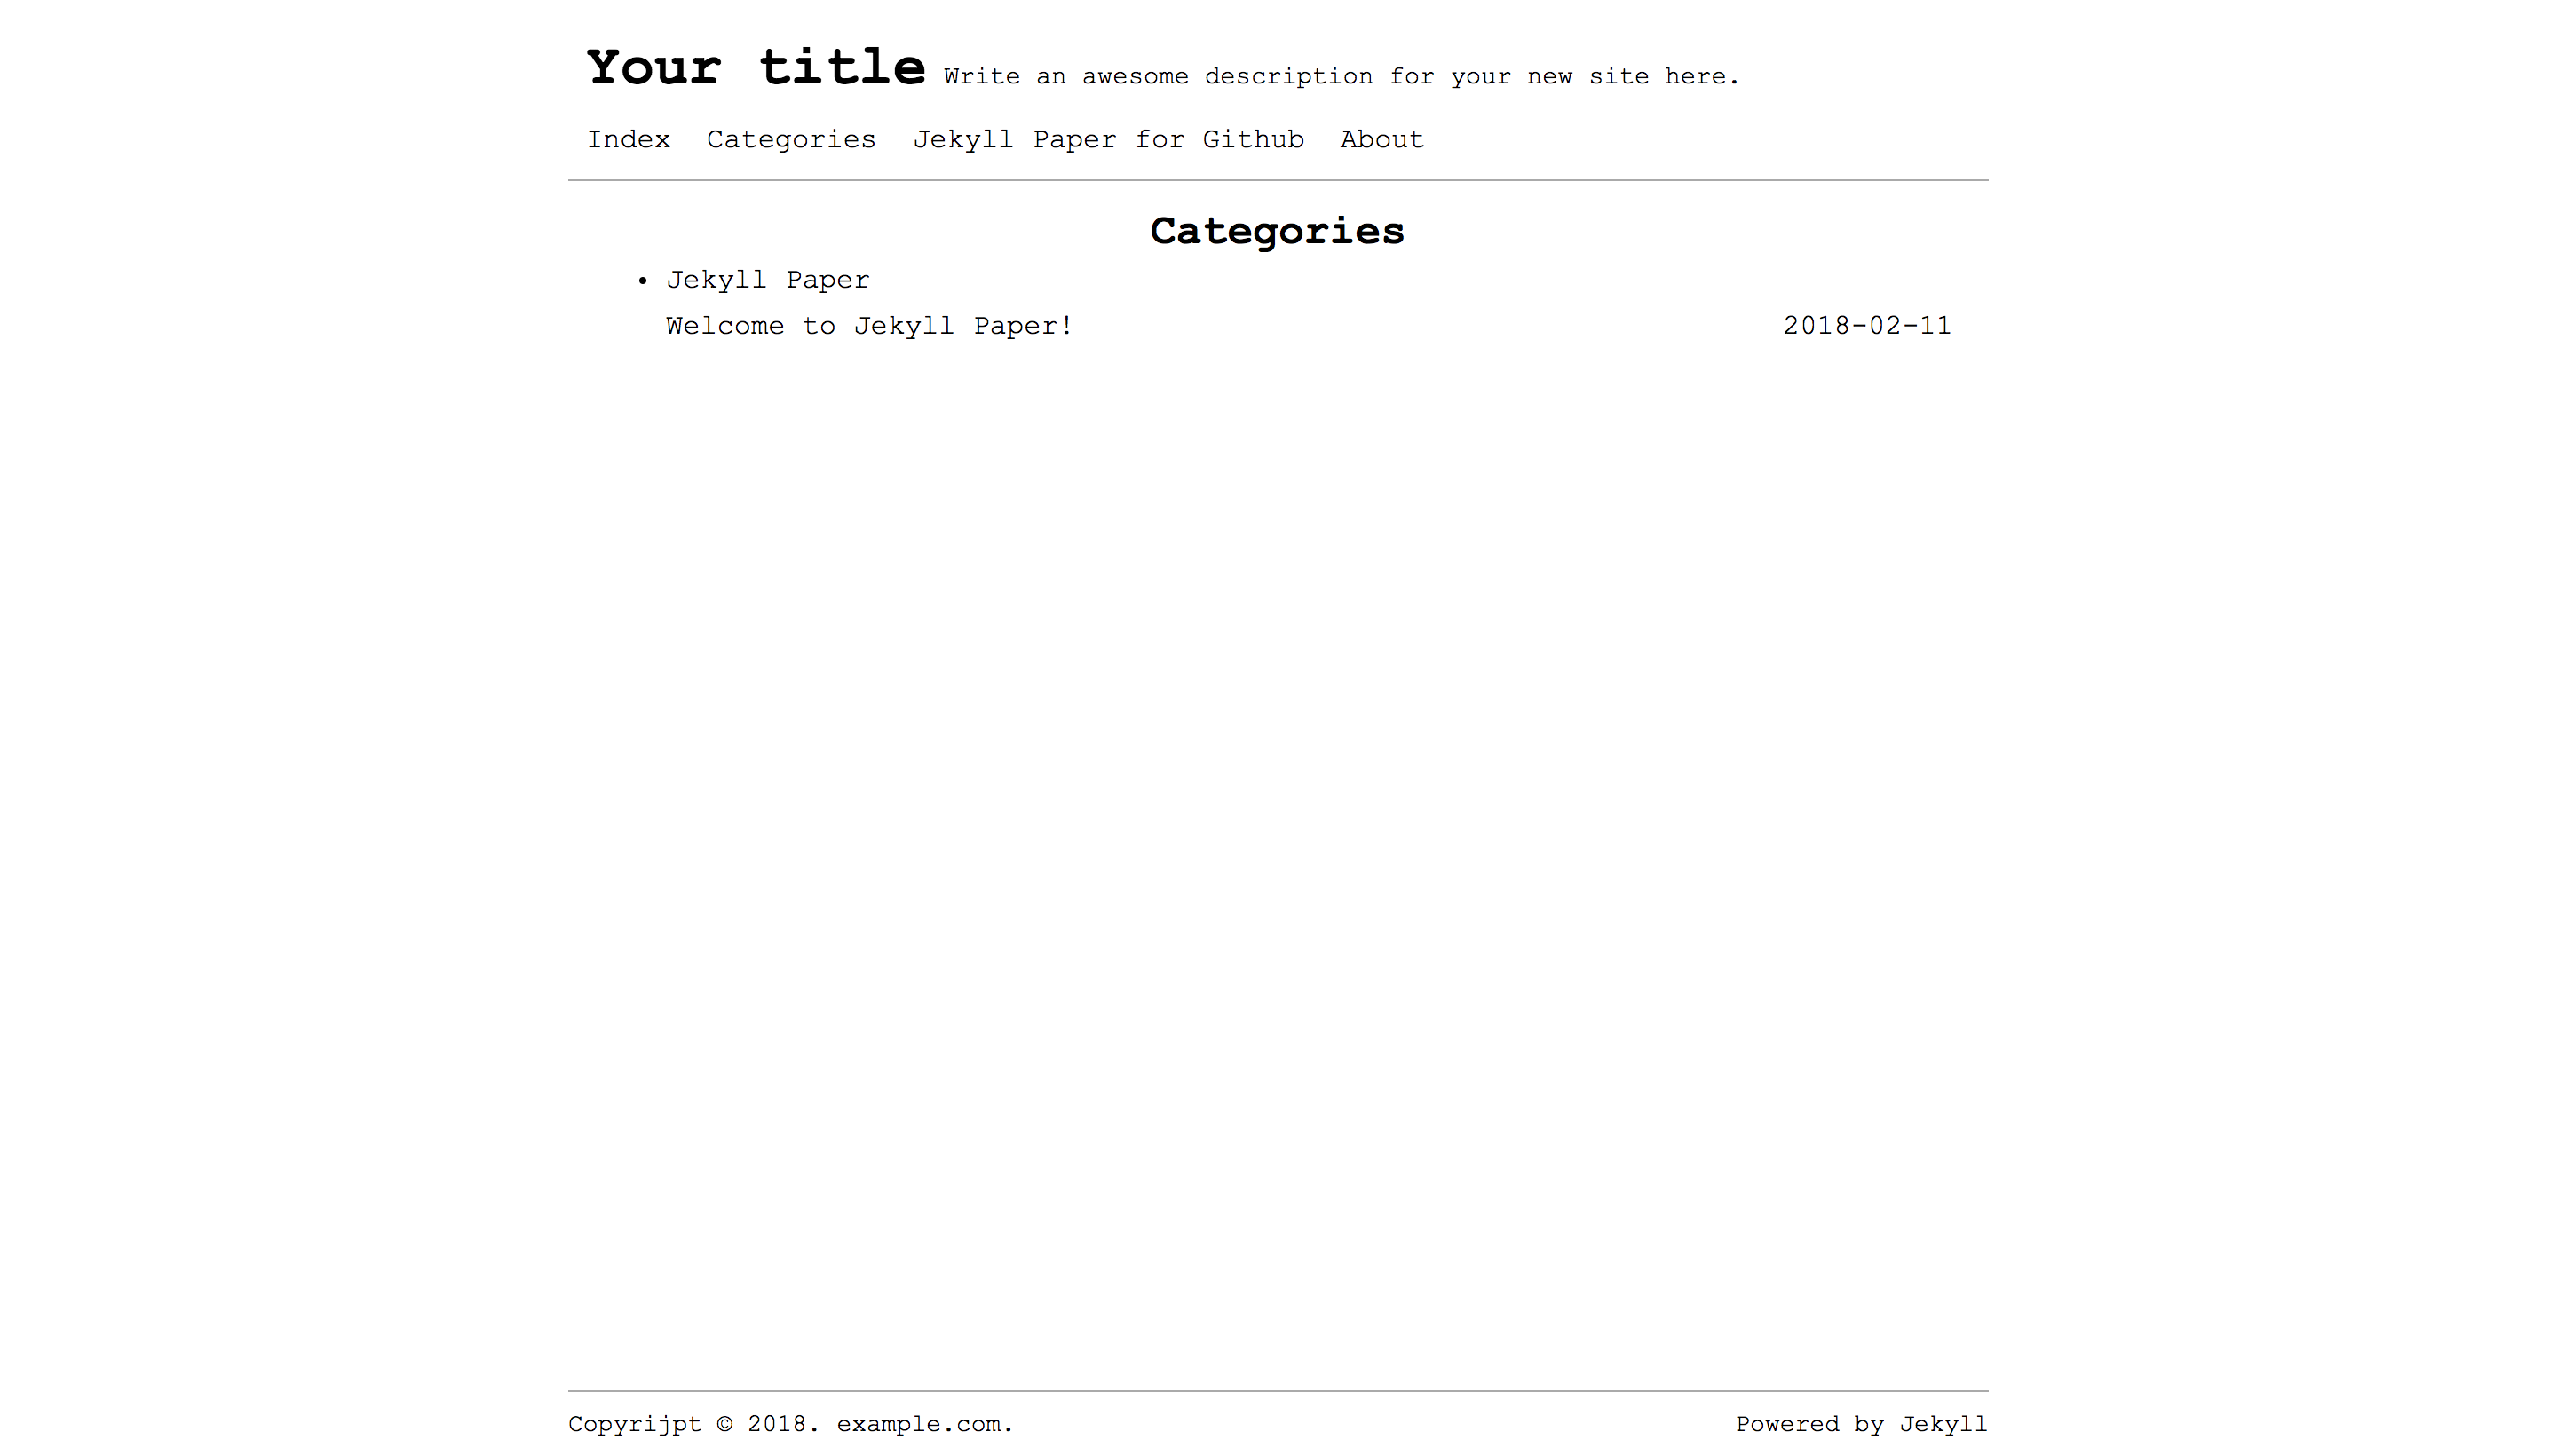 Your title Write an awesome description for your new site here.
Index Categories Jekyll Paper for Github About
Categories
• Jekyll Paper
Welcome to Jekyll Paper! 2018-02-11
Copyrijpt © 2018. example.com. Powered by Jekyll